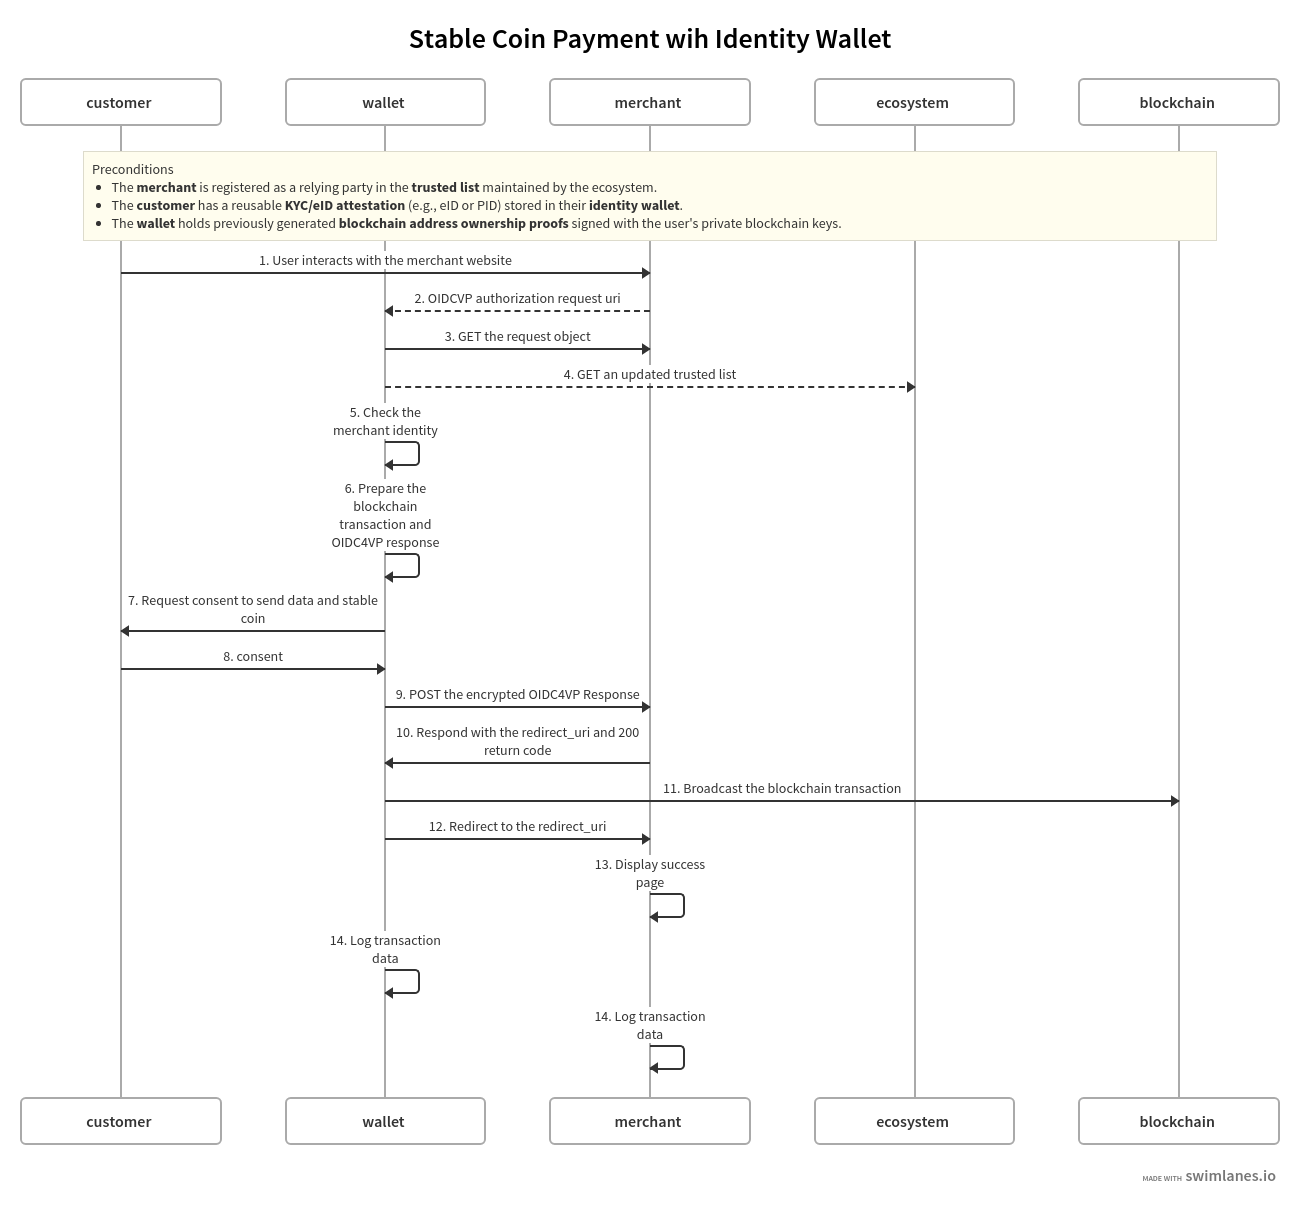 Stable Coin Payment wih Identity Wallet
customer
wallet
merchant
ecosystem
blockchain
Preconditions
The merchant is registered as a relying party in the trusted list maintained by the ecosystem.
The customer has a reusable KYC/eID attestation (e.g., eID or PID) stored in their identity wallet.
The wallet holds previously generated blockchain address ownership proofs signed with the user's private blockchain keys.
1. User interacts with the merchant website
2. OIDCVP authorization request uri
3. GET the request object
4. GET an updated trusted list
5. Check the
merchant identity
6. Prepare the
blockchain
transaction and
OIDC4VP response
7. Request consent to send data and stable
coin
8. consent
9. POST the encrypted OIDC4VP Response
10. Respond with the redirect_uri and 200
return code
11. Broadcast the blockchain transaction
12. Redirect to the redirect_uri
13. Display success
page
14. Log transaction
data
14. Log transaction
data
customer
wallet
merchant
ecosystem
blockchain
MADE WITH swimlanes.io